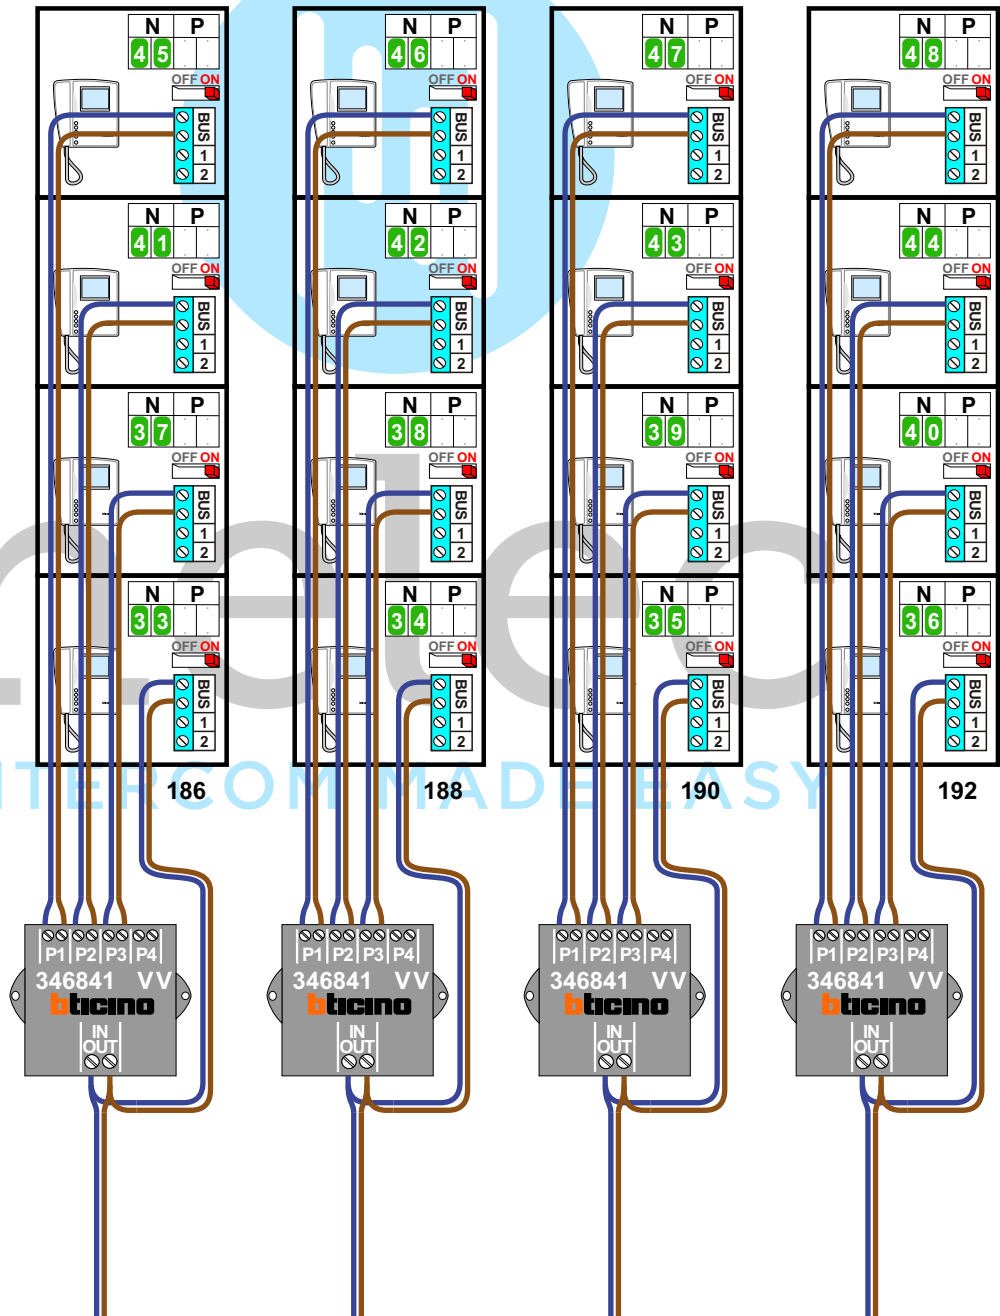 N P N P N P N P
45 46 47 48
OFF ON OFF ON OFF ON OFF ON
BUS BUS BUS BUS
1 1 1 1
2 2 2 2
N P N P N P N P
41 42 43 44
OFF ON OFF ON OFF ON OFF ON
BUS BUS BUS BUS
1 1 1 1
2 2 2 2
N P N P N P N P
37 38 39 40
OFF ON OFF ON OFF ON OFF ON
BUS BUS BUS BUS
1 1 1 1
2 2 2 2
nelec
N P N P N P N P
33 34 35 36
OFF ON OFF ON OFF ON OFF ON
BUS BUS BUS BUS
1 1 1 1
2 2 2 2
NTERCOM MADE EASY
186 188 190 192
P1 P2 P3 P4 P1 P2 P3 P4 P1 P2 P3 P4 P1 P2 P3 P4
346841 VV 346841 VV 346841 VV 346841 VV
bticino bticino bticino bticino
IN IN IN IN
OUT OUT OUT OUT